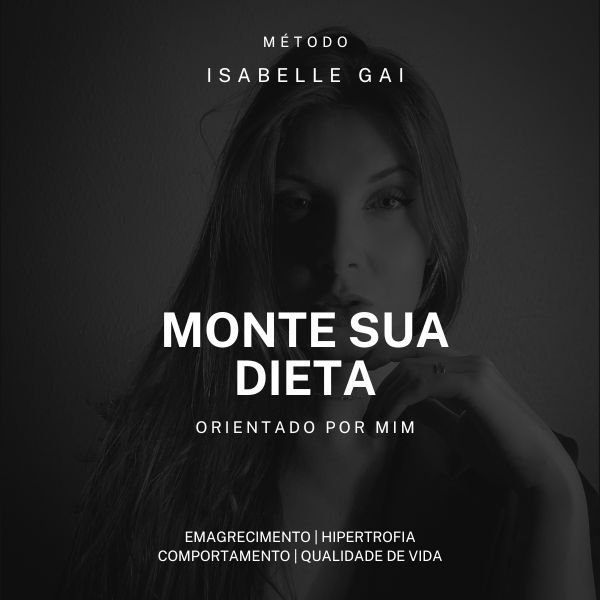 MÉTODO
ISABELLE GAI
MONTE SUA
DIETA
ORIENTADO POR MIM
EMAGRECIMENTO | HIPERTROFIA
COMPORTAMENTO | QUALIDADE DE VIDA